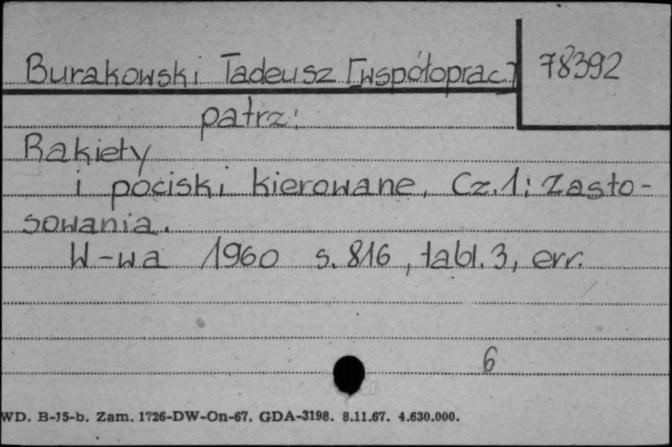 Burakowski Tadeusz [współoprac.] 78392
patrz:
Rakiety
i pociski kierowane. Cz.1: Zasto-
sowania.
W-wa 1960 s. 816, tabl. 3, err.
6
WD. B-15-b. Zam. 1726-DW-On-67. GDA-3198. 8.11.67. 4.630.000.